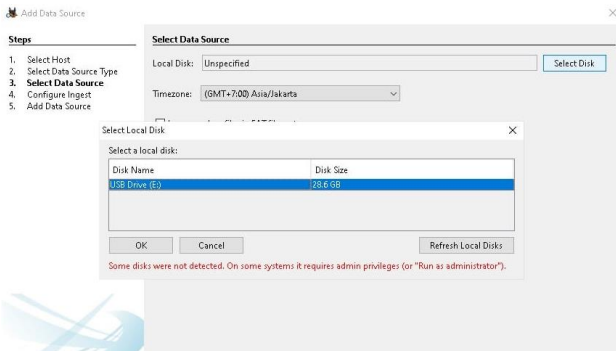 Add Data Source
Steps
1. Select Host
2. Select Data Source Type
3. Select Data Source
4. Configure Ingest
5. Add Data Source
Select Data Source
Local Disk: Unspecified Select Disk
Timezone: (GMT+7:00) Asia/Jakarta
Select Local Disk
Select a local disk:
Disk Name Disk Size
USB Drive (E:) 28.6 GB
OK Cancel Refresh Local Disks
Some disks were not detected. On some systems it requires admin privileges (or "Run as administrator").